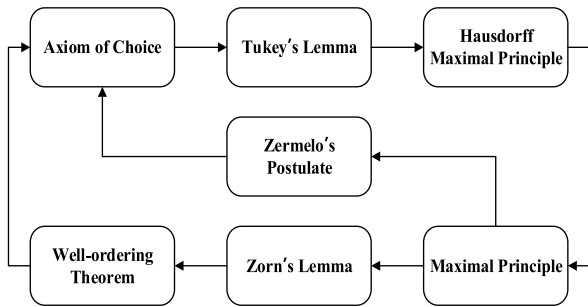 Axiom of Choice
Tukey′s Lemma
Hausdorff
Maximal Principle
Zermelo′s
Postulate
Well-ordering
Theorem
Zorn′s Lemma
Maximal Principle